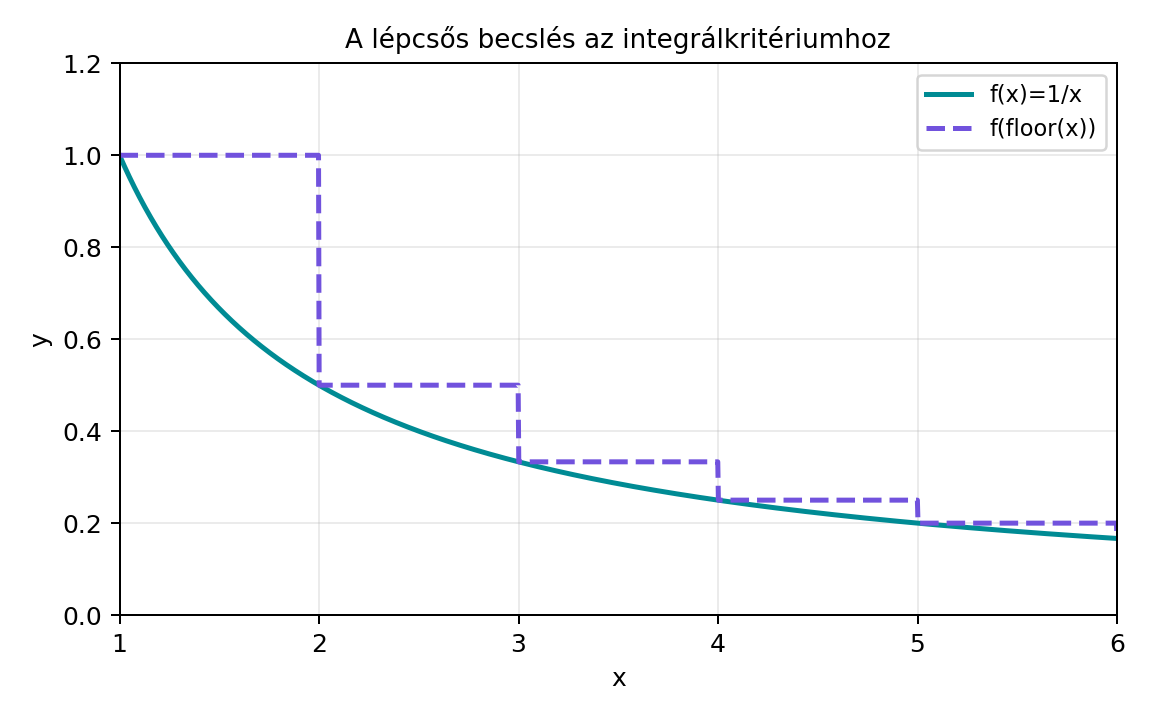 A lépcsős becslés az integrálkritériumhoz
f(x)=1/x
f(floor(x))
y
1.2
1.0
0.8
0.6
0.4
0.2
0.0
1 2 3 4 5 6
x